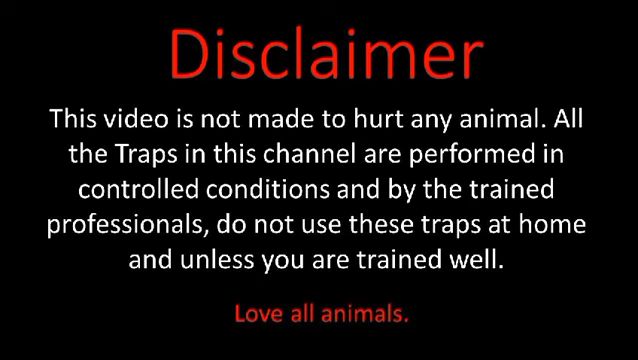 Disclaimer
This video is not made to hurt any animal. All
the Traps in this channel are performed in
controlled conditions and by the trained
professionals, do not use these traps at home
and unless you are trained well.
Love all animals.